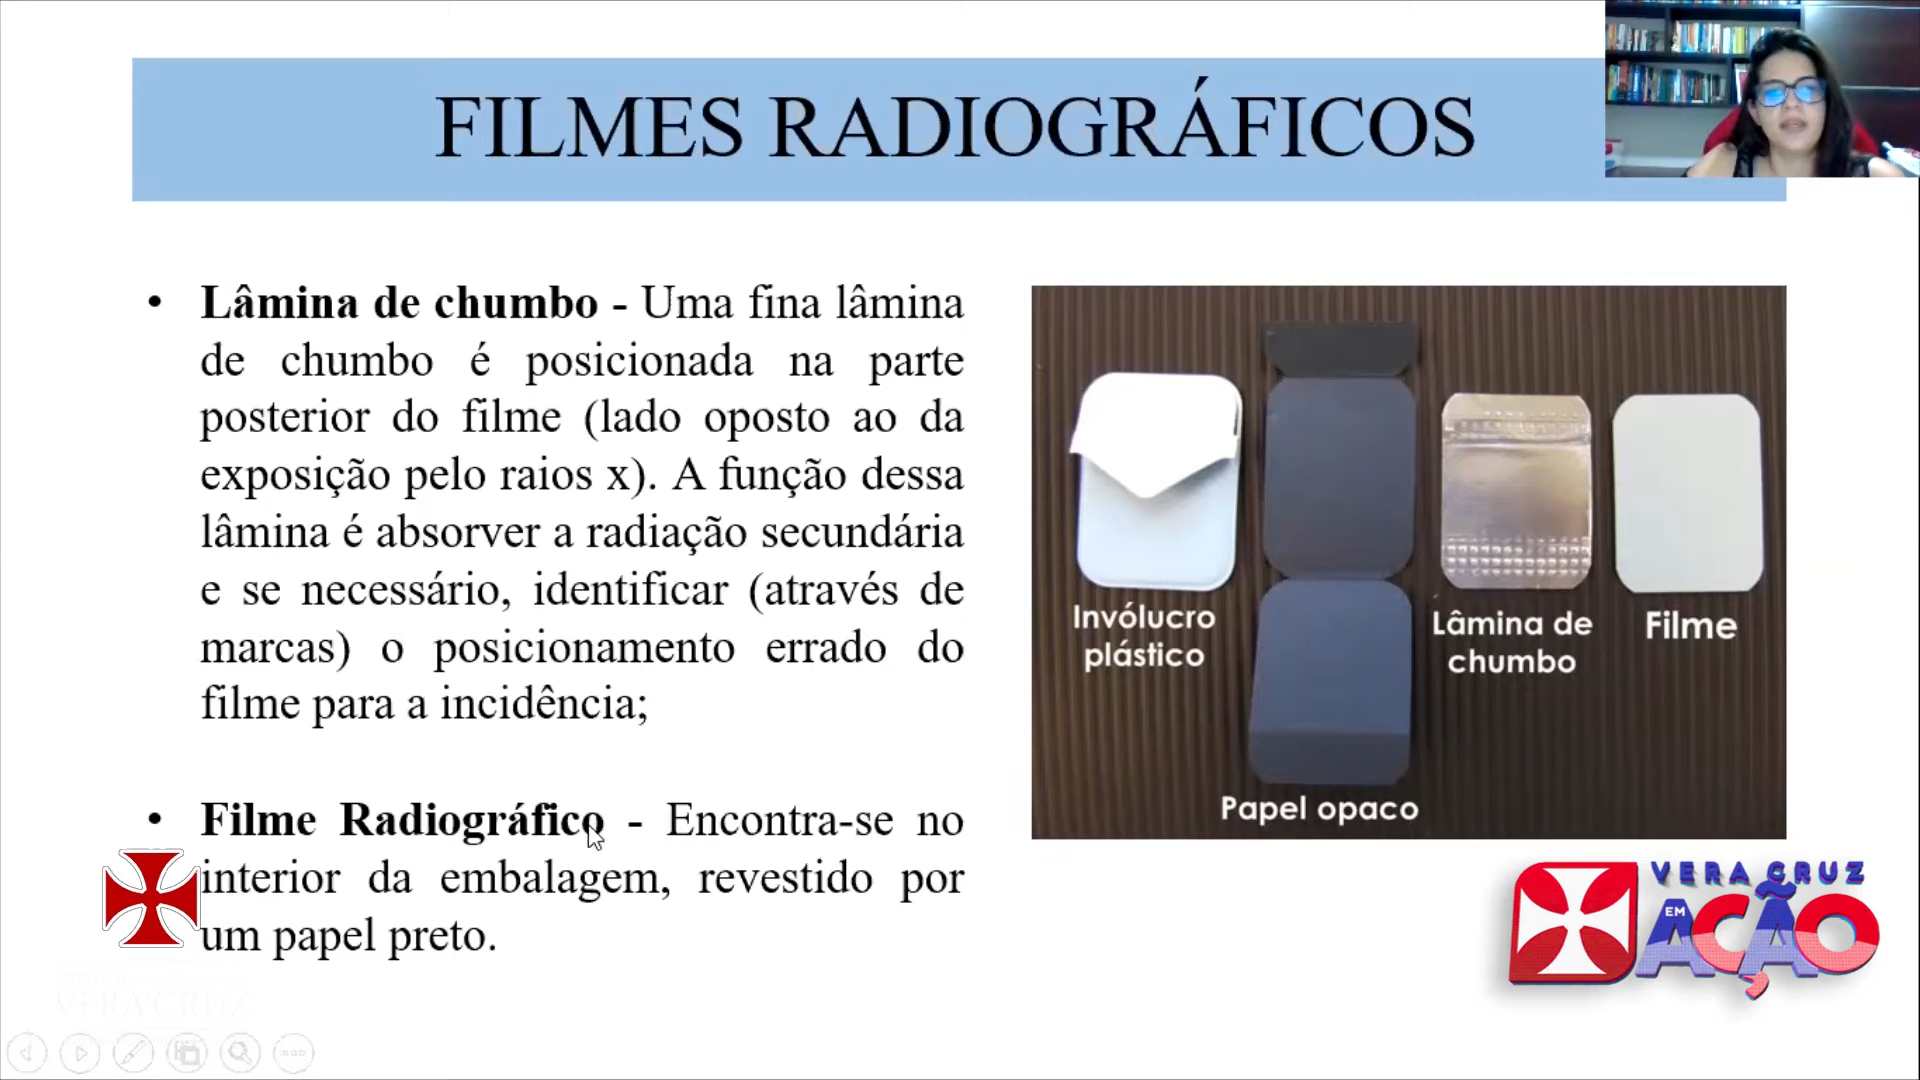 FILMES RADIOGRÁFICOS
• Lâmina de chumbo - Uma fina lâmina
de chumbo é posicionada na parte
posterior do filme (lado oposto ao da
exposição pelo raios x). A função dessa
lâmina é absorver a radiação secundária
e se necessário, identificar (através de
marcas) o posicionamento errado do
filme para a incidência;
• Filme Radiográfico - Encontra-se no
interior da embalagem, revestido por
um papel preto.
Invólucro
plástico
Papel opaco
Lâmina de
chumbo
Filme
VERA CRUZ
EM
AÇÃO
VERA CRUZ